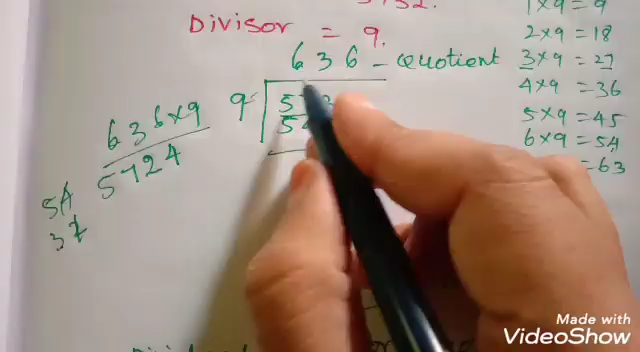 Divisor = 9.
636 - quotient
9
636×9
5724
54
37
1×9 = 9
2×9 = 18
3×9 = 27
4×9 = 36
5×9 = 45
6×9 = 54
= 63
Made with
VideoShow